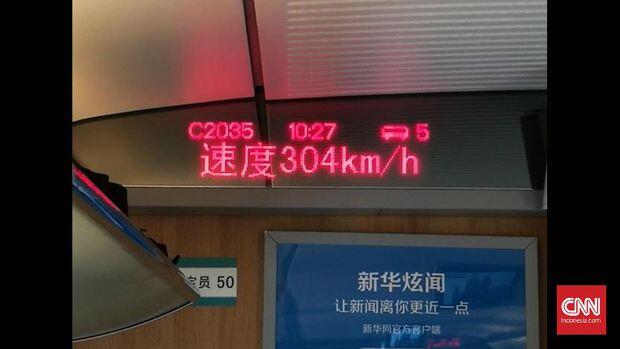 C2035 10:27 5
速度304km/h
定员 50
新华炫闻
让新闻离你更近一点
新华网官方客户端
CNN
Indonesia.com